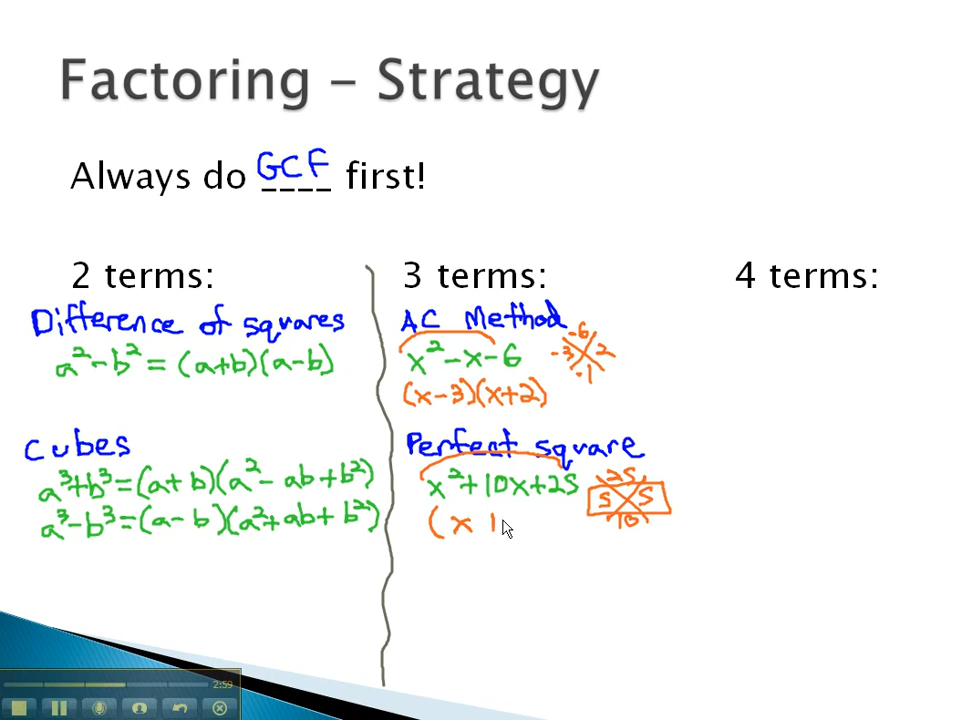 Factoring – Strategy
Always do GCF first!
2 terms:
Difference of squares
a² − b² = (a+b)(a−b)
Cubes
a³+b³=(a+b)(a²−ab+b²)
a³−b³=(a−b)(a²+ab+b²)
3 terms:
AC Method
x²−x−6
-6
-3 2
-1
(x−3)(x+2)
Perfect square
x²+10x+25
25
5 5
10
(x
4 terms:
2:59